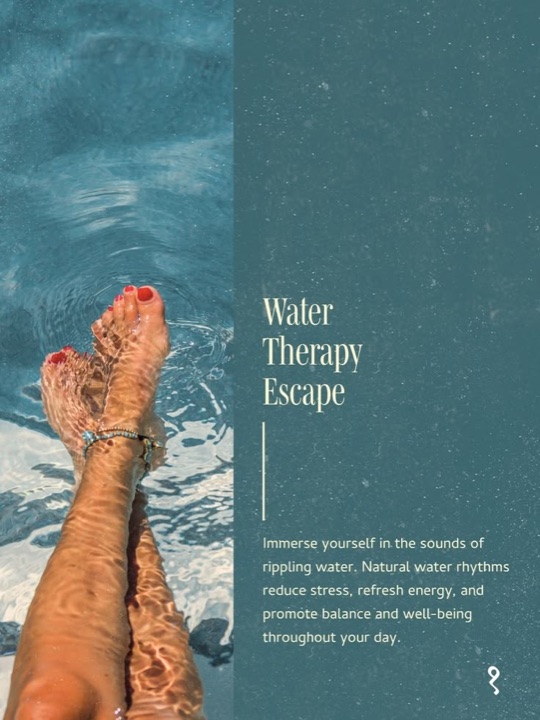 Water
Therapy
Escape
Immerse yourself in the sounds of
rippling water. Natural water rhythms
reduce stress, refresh energy, and
promote balance and well-being
throughout your day.